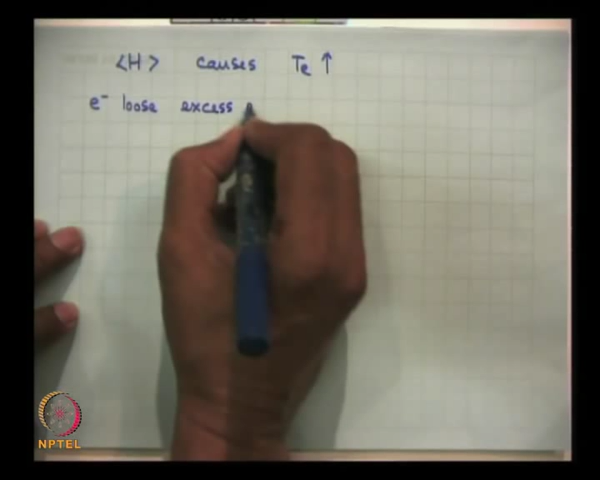 <H> causes Te ↑
e⁻ loose excess
NPTEL